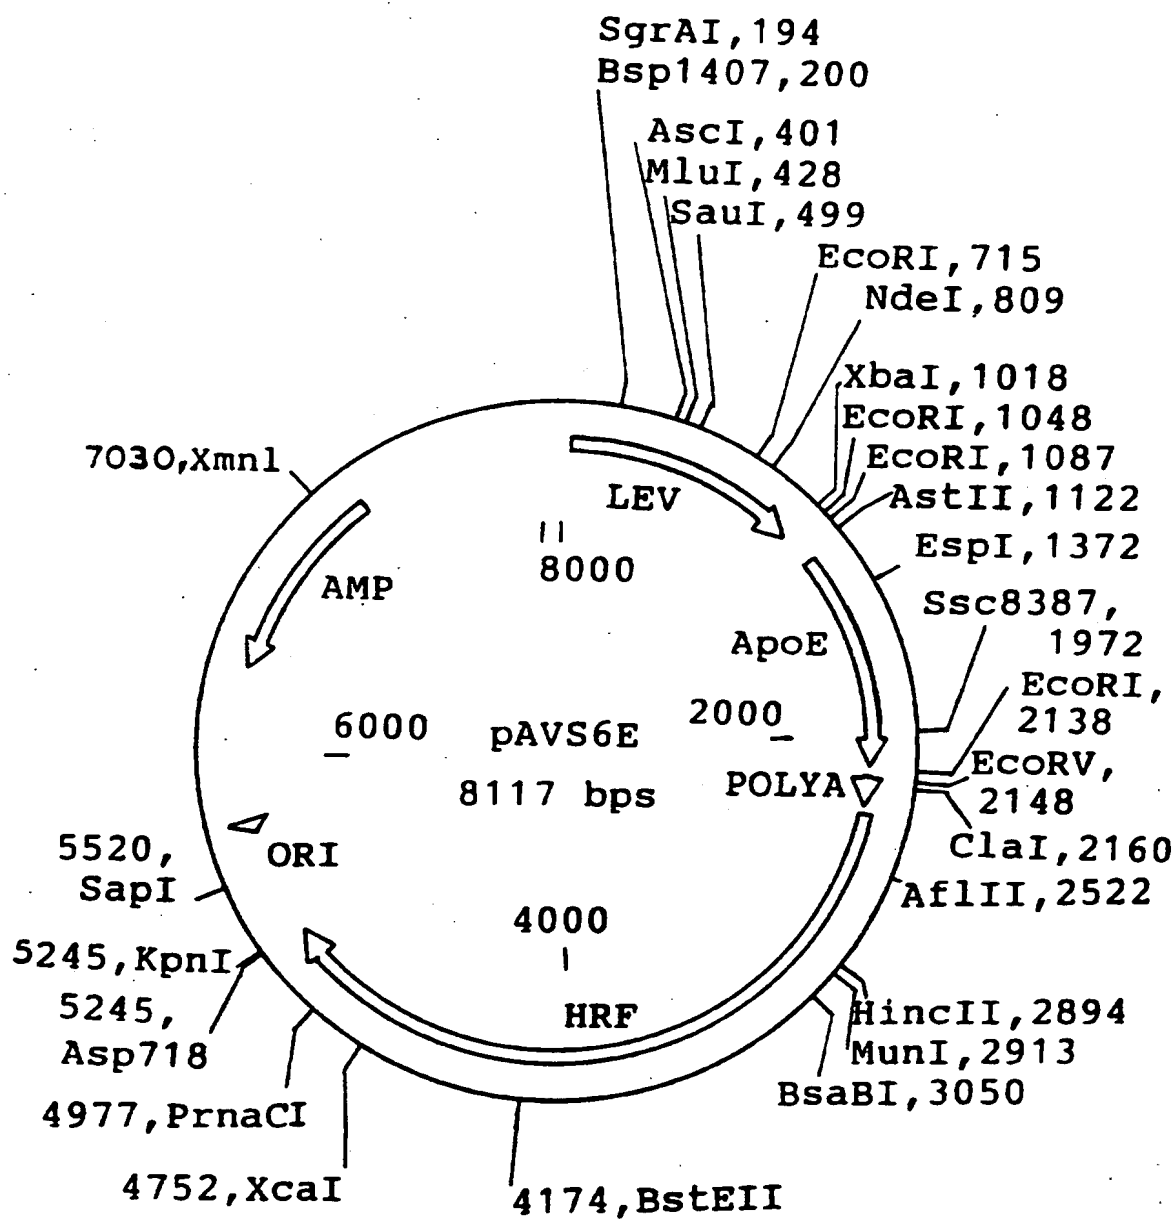 SgrAI,194
Bsp1407,200
AscI,401
MluI,428
SauI,499
EcoRI,715
NdeI,809
XbaI,1018
EcoRI,1048
EcoRI,1087
AstII,1122
EspI,1372
Ssc8387,
1972
EcoRI,
2138
EcoRV,
2148
ClaI,2160
AflII,2522
HincII,2894
MunI,2913
BsaBI,3050
4174,BstEII
4752,XcaI
4977,PrnaCI
5245,
Asp718
5245,KpnI
5520,
SapI
7030,Xmnl
LEV
8000
AMP
ApoE
6000
pAVS6E
2000
8117 bps
POLYA
ORI
4000
HRF